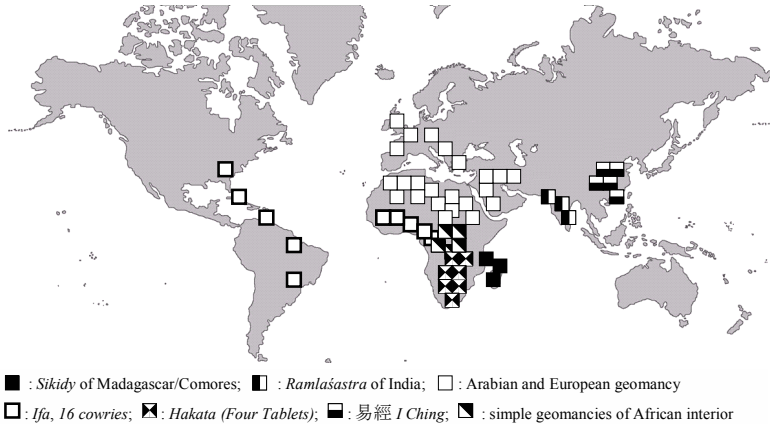 : Sikidy of Madagascar/Comores; : Ramlaśastra of India; : Arabian and European geomancy
: Ifa, 16 cowries; : Hakata (Four Tablets); : 易經 I Ching; : simple geomancies of African interior